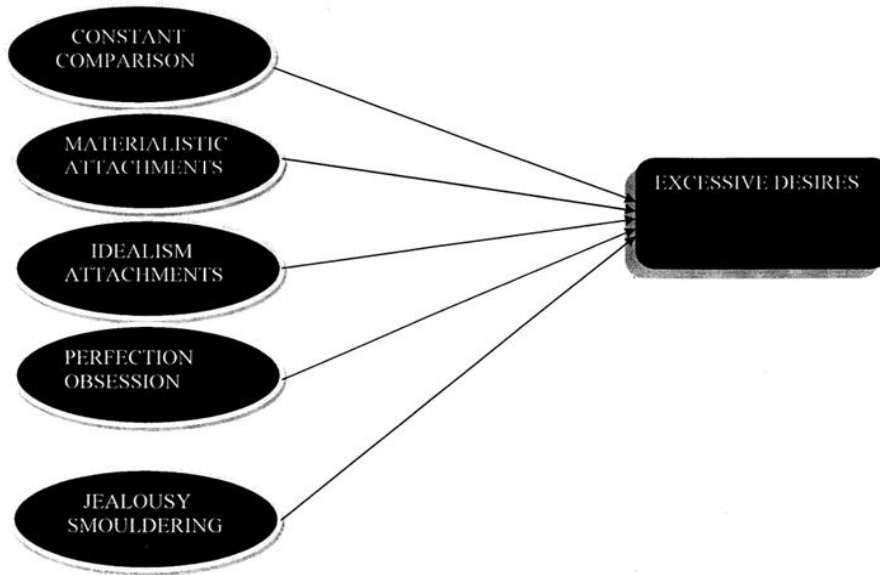 CONSTANT
COMPARISON
MATERIALISTIC
ATTACHMENTS
IDEALISM
ATTACHMENTS
PERFECTION
OBSESSION
JEALOUSY
SMOULDERING
EXCESSIVE DESIRES